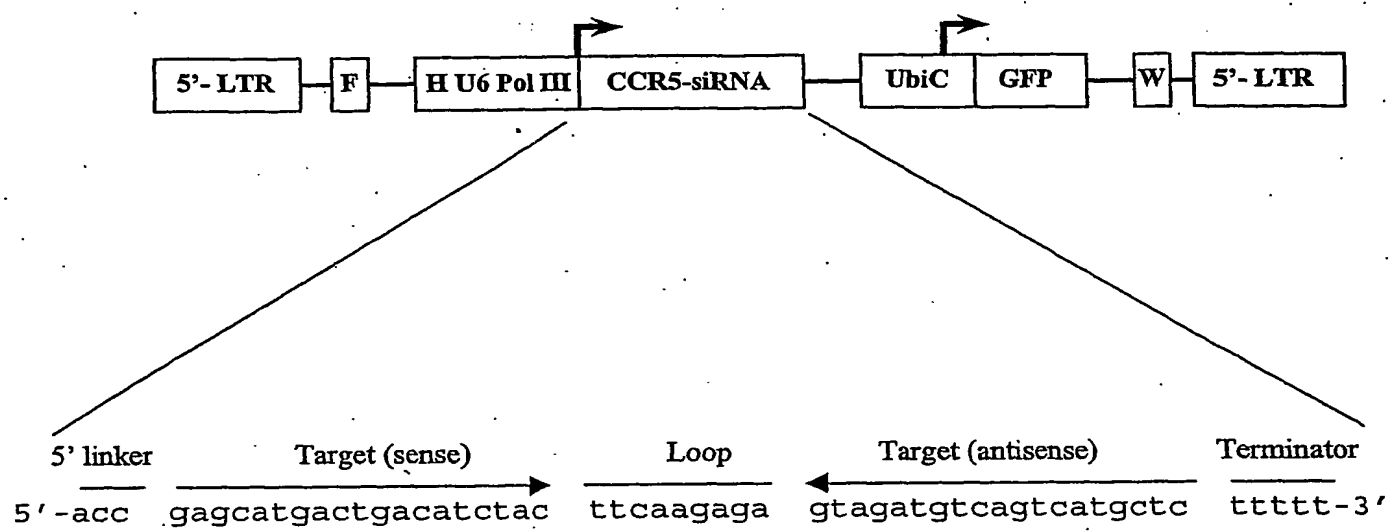 5'- LTR F H U6 Pol III CCR5-siRNA UbiC GFP W 5'- LTR
5' linker Target (sense) Loop Target (antisense) Terminator
5'-acc gagcatgactgacatctac ttcaagaga gtagatgtcagtcatgctc ttttt-3'